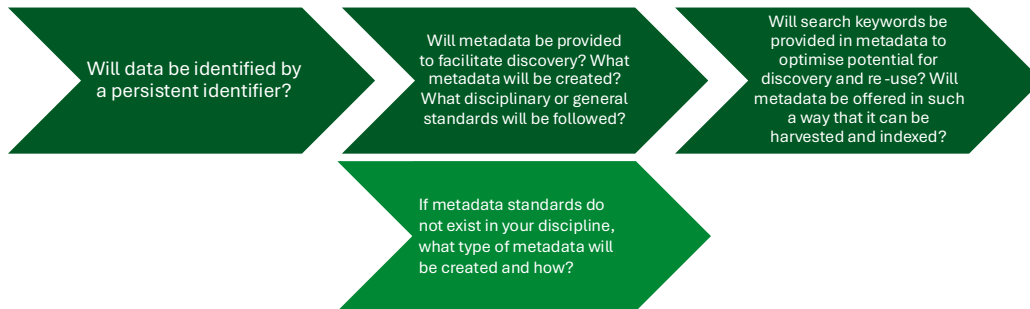 Will data be identified by
a persistent identifier?
Will metadata be provided
to facilitate discovery? What
metadata will be created?
What disciplinary or general
standards will be followed?
Will search keywords be
provided in metadata to
optimise potential for
discovery and re-use? Will
metadata be offered in such
a way that it can be
harvested and indexed?
If metadata standards do
not exist in your discipline,
what type of metadata will
be created and how?